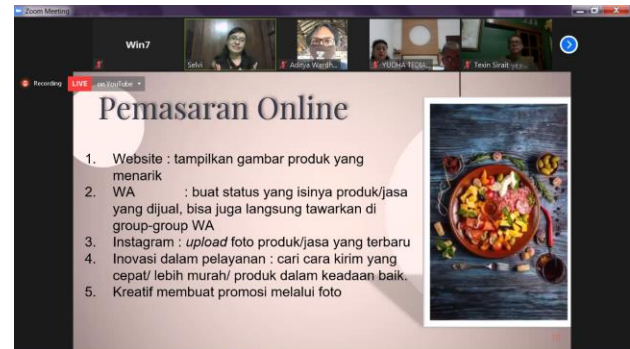 Zoom Meeting
Win7
Selvi
Aditya Wardh...
YUDHA TEDJA...
Texin Sirait
Recording
LIVE on YouTube
Pemasaran Online
1. Website : tampilkan gambar produk yang
menarik
2. WA : buat status yang isinya produk/jasa
yang dijual, bisa juga langsung tawarkan di
group-group WA
3. Instagram : upload foto produk/jasa yang terbaru
4. Inovasi dalam pelayanan : cari cara kirim yang
cepat/ lebih murah/ produk dalam keadaan baik.
5. Kreatif membuat promosi melalui foto